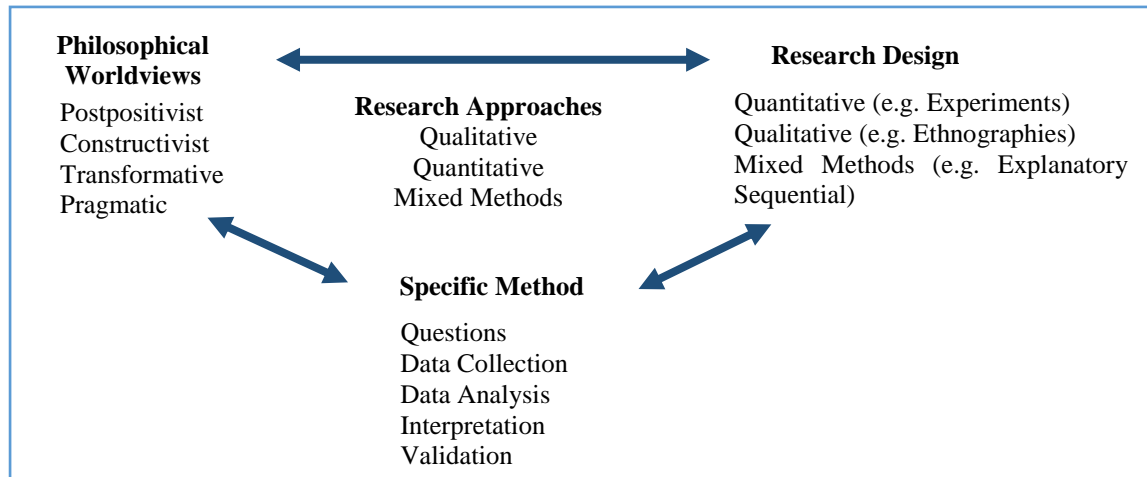 Philosophical
Worldviews
Postpositivist
Constructivist
Transformative
Pragmatic
Research Approaches
Qualitative
Quantitative
Mixed Methods
Research Design
Quantitative (e.g. Experiments)
Qualitative (e.g. Ethnographies)
Mixed Methods (e.g. Explanatory
Sequential)
Specific Method
Questions
Data Collection
Data Analysis
Interpretation
Validation